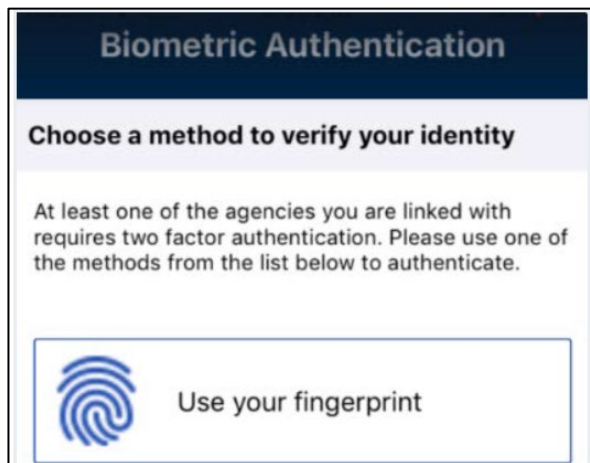 Biometric Authentication
Choose a method to verify your identity
At least one of the agencies you are linked with
requires two factor authentication. Please use one of
the methods from the list below to authenticate.
Use your fingerprint